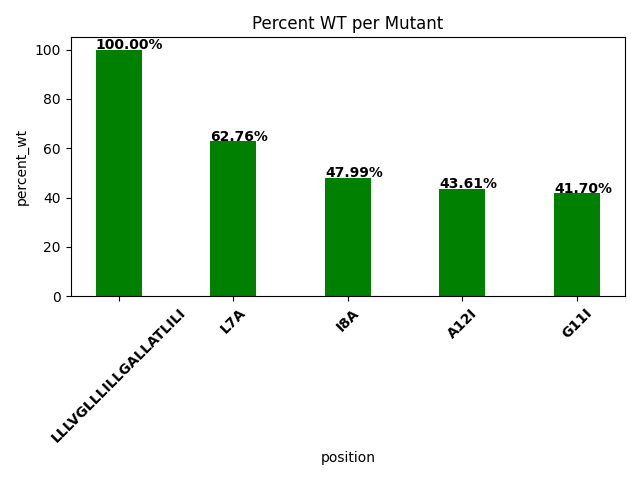 Percent WT per Mutant
percent_wt
100
80
60
40
20
0
100.00%
62.76%
47.99%
43.61%
41.70%
LLLVGLLLILLGALLATLILI
L7A
I8A
A12I
G11I
position